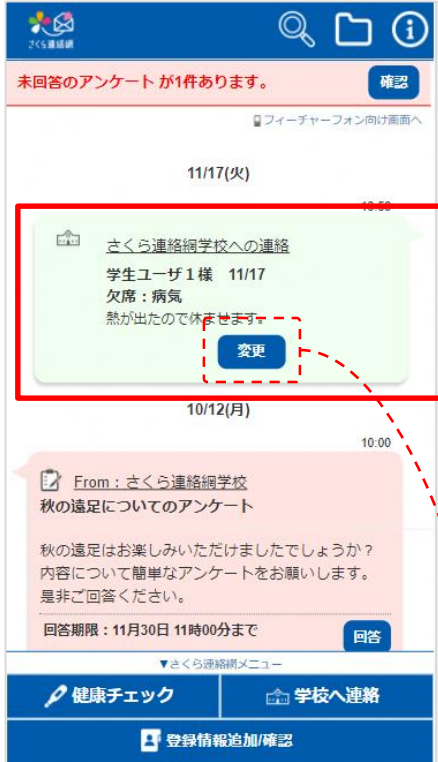 さくら連絡網
未回答のアンケート が1件あります。
確認
フィーチャーフォン向け画面へ
11/17(火)
さくら連絡網学校への連絡
学生ユーザ1様 11/17
欠席:病気
熱が出たので休ませます。
変更
10/12(月)
10:00
From:さくら連絡網学校
秋の遠足についてのアンケート
秋の遠足はお楽しみいただけましたでしょうか?
内容について簡単なアンケートをお願いします。
是非ご回答ください。
回答期限:11月30日 11時00分まで
回答
▼さくら連絡網メニュー
健康チェック
学校へ連絡
登録情報追加/確認